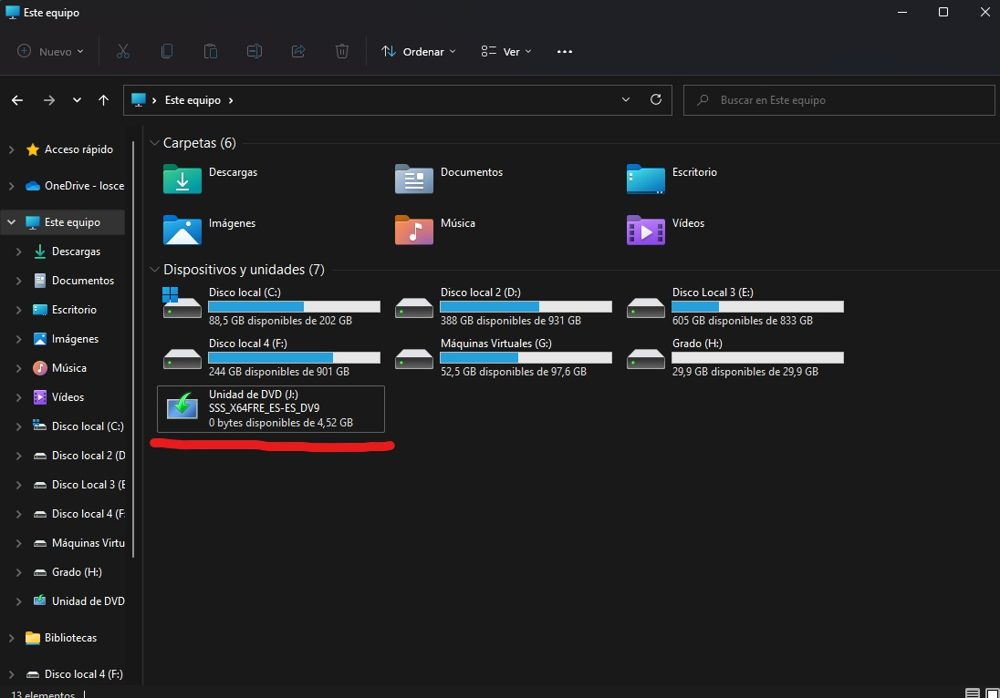 Este equipo
Nuevo
Ordenar
Ver
Este equipo
Buscar en Este equipo
Acceso rápido
OneDrive - losce
Este equipo
Descargas
Documentos
Escritorio
Imágenes
Música
Vídeos
Disco local (C:)
Disco local 2 (D
Disco Local 3 (E
Disco local 4 (F:
Máquinas Virtu
Grado (H:)
Unidad de DVD
Bibliotecas
Disco local 4 (F:)
Carpetas (6)
Descargas
Documentos
Escritorio
Imágenes
Música
Vídeos
Dispositivos y unidades (7)
Disco local (C:)
88,5 GB disponibles de 202 GB
Disco local 2 (D:)
388 GB disponibles de 931 GB
Disco Local 3 (E:)
605 GB disponibles de 833 GB
Disco local 4 (F:)
244 GB disponibles de 901 GB
Máquinas Virtuales (G:)
52,5 GB disponibles de 97,6 GB
Grado (H:)
29,9 GB disponibles de 29,9 GB
Unidad de DVD (J:)
SSS_X64FRE_ES-ES_DV9
0 bytes disponibles de 4,52 GB
13 elementos